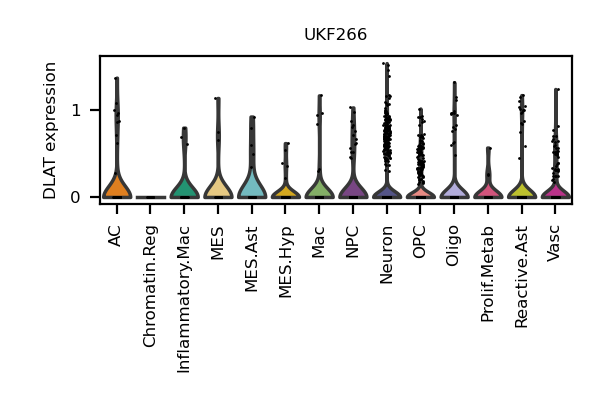 UKF266
DLAT expression
1
0
AC
Chromatin.Reg
Inflammatory.Mac
MES
MES.Ast
MES.Hyp
Mac
NPC
Neuron
OPC
Oligo
Prolif.Metab
Reactive.Ast
Vasc